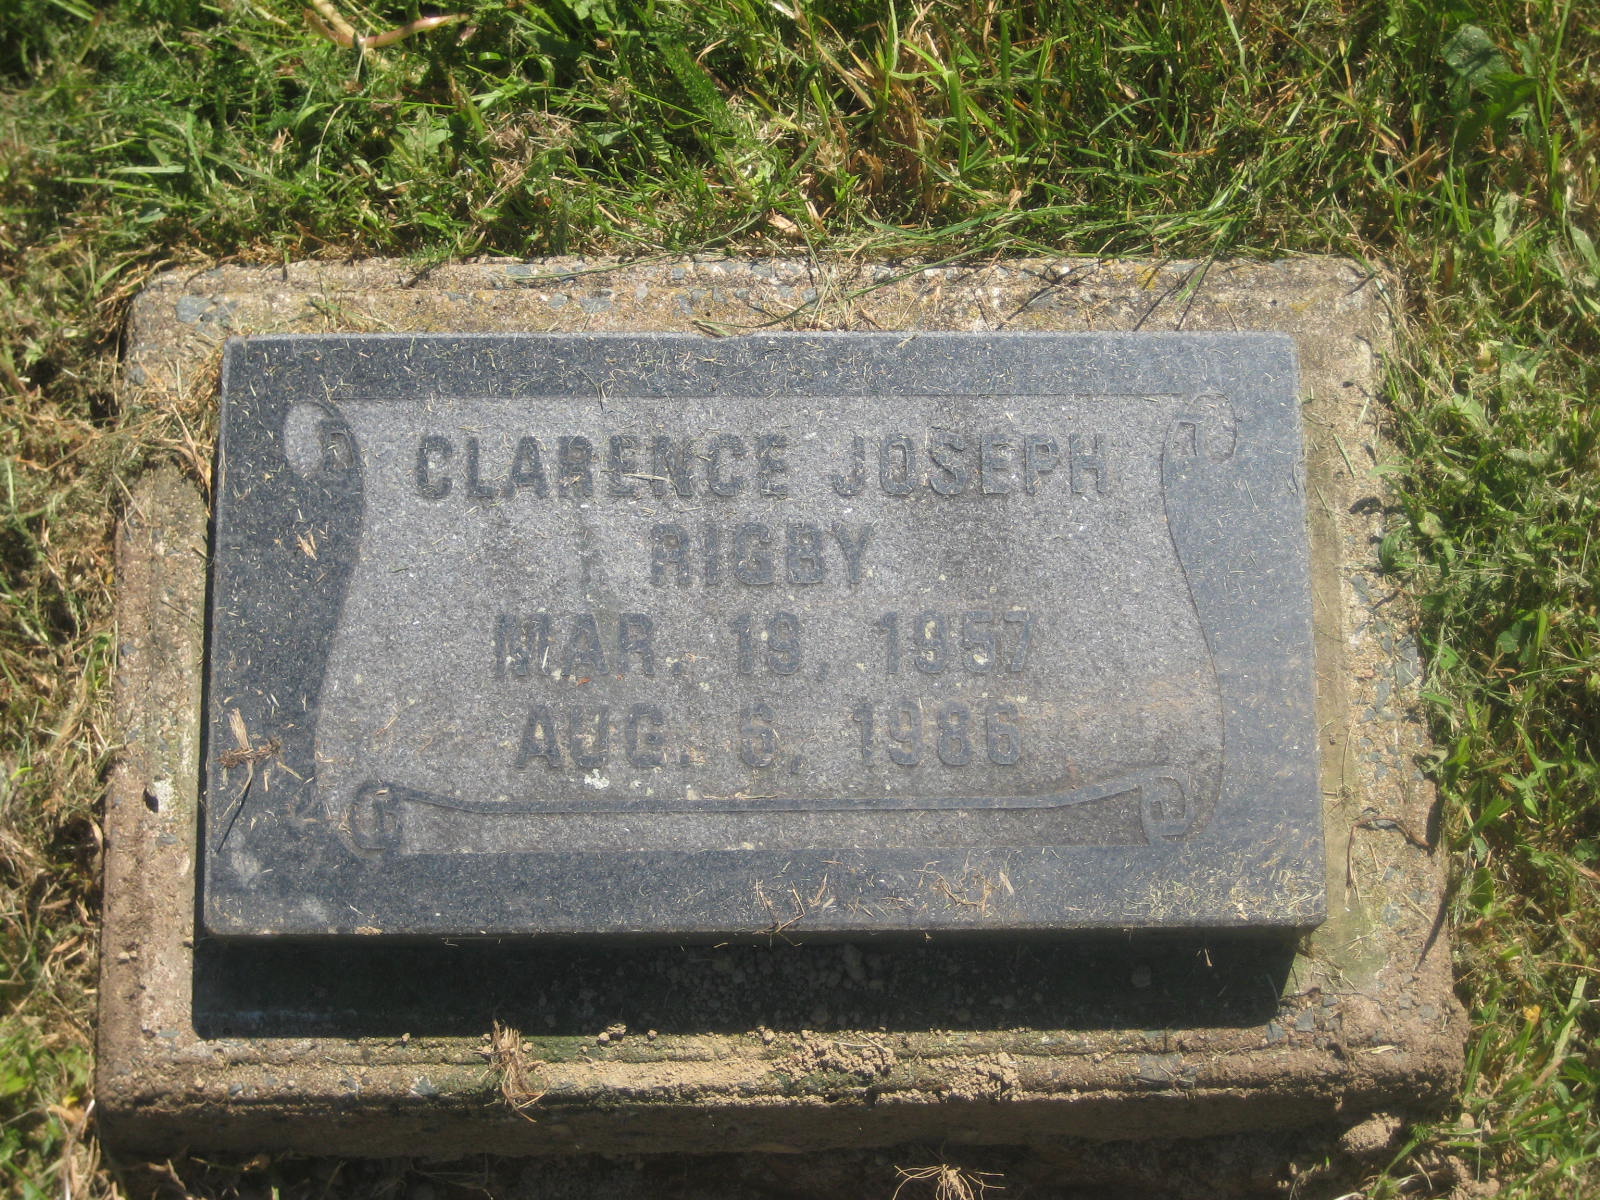 CLARENCE JOSEPH
RIGBY
MAR. 19, 1957
AUG. 6, 1986